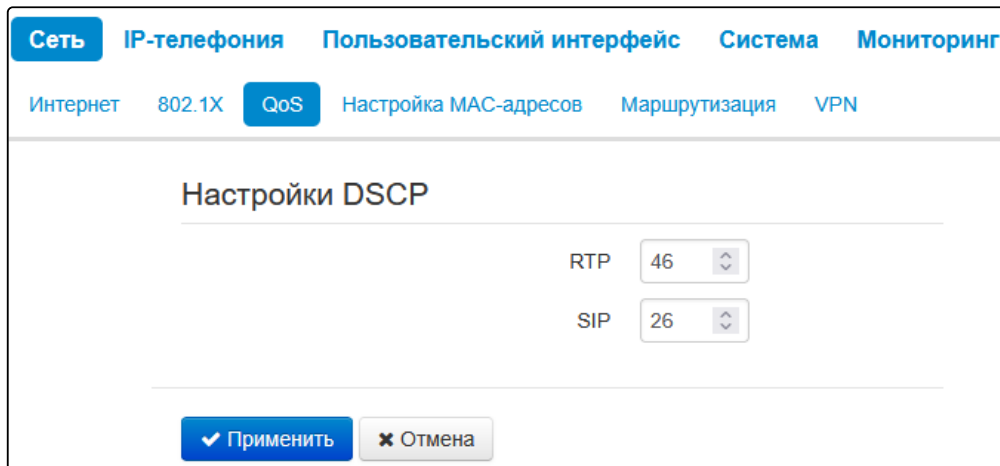 Сеть IP-телефония Пользовательский интерфейс Система Мониторинг
Интернет 802.1X QoS Настройка MAC-адресов Маршрутизация VPN
Настройки DSCP
RTP 46
SIP 26
Применить Отмена